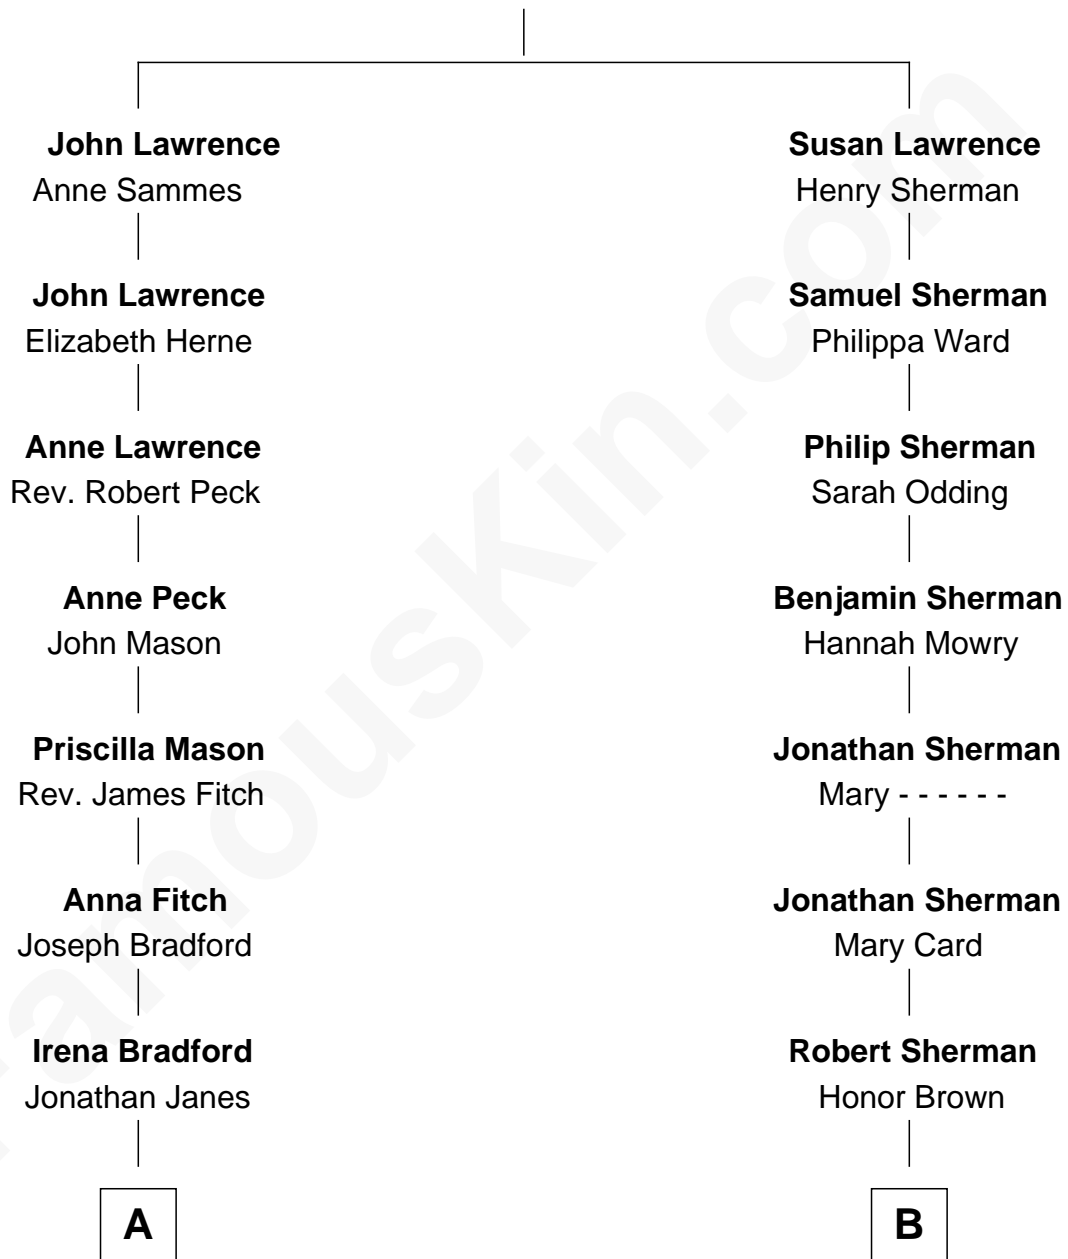 John Lawrence
Anne Sammes
John Lawrence
Elizabeth Herne
Anne Lawrence
Rev. Robert Peck
Anne Peck
John Mason
Priscilla Mason
Rev. James Fitch
Anna Fitch
Joseph Bradford
Irena Bradford
Jonathan Janes
A
Susan Lawrence
Henry Sherman
Samuel Sherman
Philippa Ward
Philip Sherman
Sarah Odding
Benjamin Sherman
Hannah Mowry
Jonathan Sherman
Mary - - - - - -
Jonathan Sherman
Mary Card
Robert Sherman
Honor Brown
B
FamousKin.com